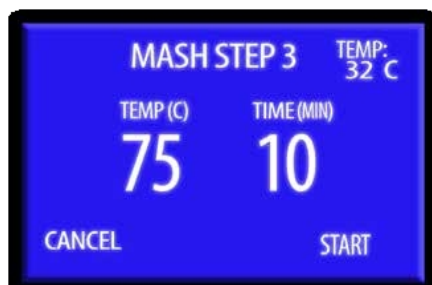 MASH STEP 3
TEMP:
32 C
TEMP (C) TIME (MIN)
75 10
CANCEL START